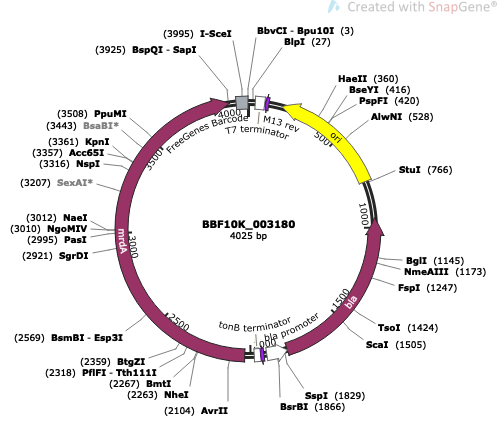 Created with SnapGene®
(3995) I-SceI
BbvCI - Bpu10I (3)
(3925) BspQI - SapI
BlpI (27)
HaeII (360)
BseYI (416)
PspFI (420)
AlwNI (528)
StuI (766)
BglI (1145)
NmeAIII (1173)
FspI (1247)
TsoI (1424)
ScaI (1505)
SspI (1829)
BsrBI (1866)
(2104) AvrII
(2263) NheI
(2267) BmtI
(2318) PflFI - Tth111I
(2359) BtgZI
(2569) BsmBI - Esp3I
(2921) SgrDI
(2995) PasI
(3010) NgoMIV
(3012) NaeI
(3207) SexAI*
(3316) NspI
(3357) Acc65I
(3361) KpnI
(3443) BsaBI*
(3508) PpuMI
FreeGenes Barcode
4000
M13 rev
T7 terminator
ori
500
1000
bla
1500
bla promoter
tonB terminator
2500
mrdA
3000
3500
BBF10K_003180
4025 bp